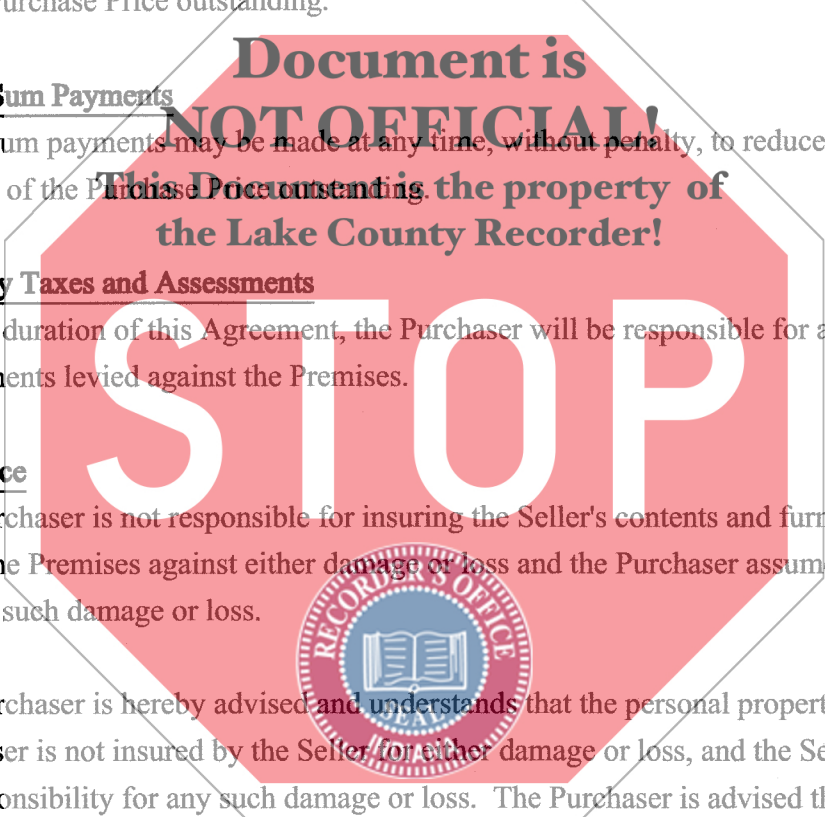 Purchase Price outstanding.
Document is
um Payments
NOT OFFICIAL!
um payments may be made at any time, without penalty, to reduce
This Document is the property of
of the Purchase Price outstanding.
the Lake County Recorder!
y Taxes and Assessments
duration of this Agreement, the Purchaser will be responsible for a
ents levied against the Premises.
STOP
ce
rchaser is not responsible for insuring the Seller's contents and furn
e Premises against either damage or loss and the Purchaser assum
such damage or loss.
RECORDER'S OFFICE
SEAL
INDIANA
rchaser is hereby advised and understands that the personal propert
er is not insured by the Seller for either damage or loss, and the Se
onsibility for any such damage or loss. The Purchaser is advised th